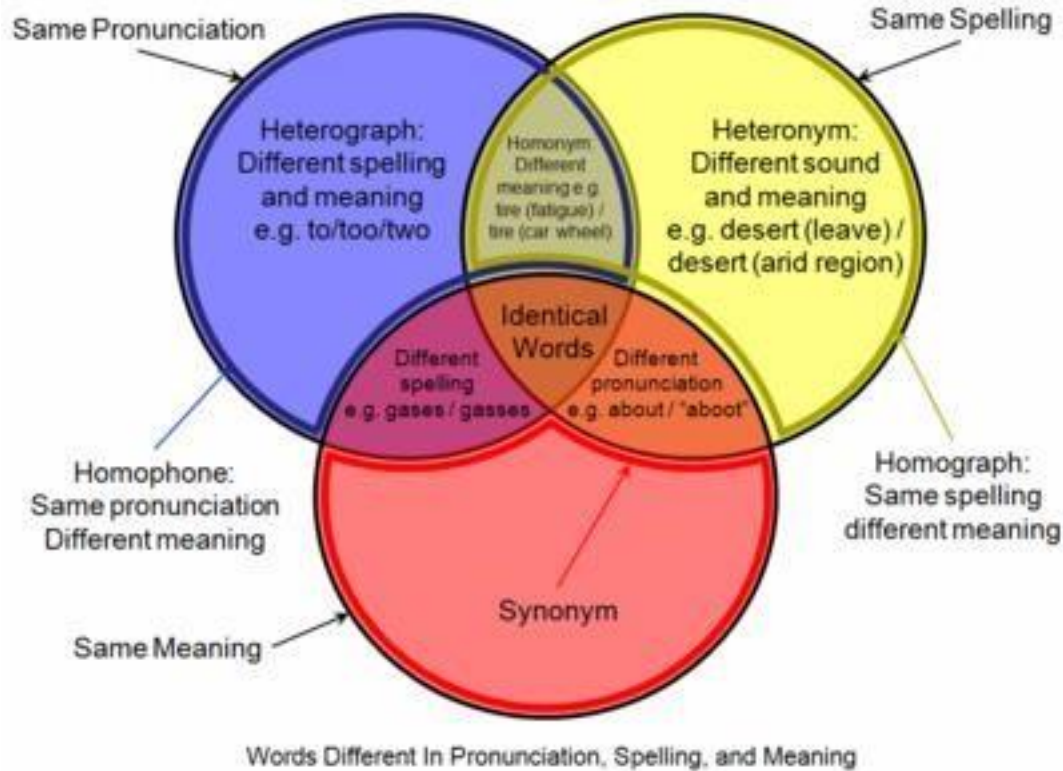 Same Pronunciation
Same Spelling
Heterograph:
Different spelling
and meaning
e.g. to/too/two
Homonym
Different
meaning e.g.
tire (fatigue) /
tire (car wheel)
Heteronym:
Different sound
and meaning
e.g. desert (leave) /
desert (arid region)
Identical
Words
Different
spelling
e.g. gases / gasses
Different
pronunciation
e.g. about / "aboot"
Homophone:
Same pronunciation
Different meaning
Homograph:
Same spelling
different meaning
Synonym
Same Meaning
Words Different In Pronunciation, Spelling, and Meaning